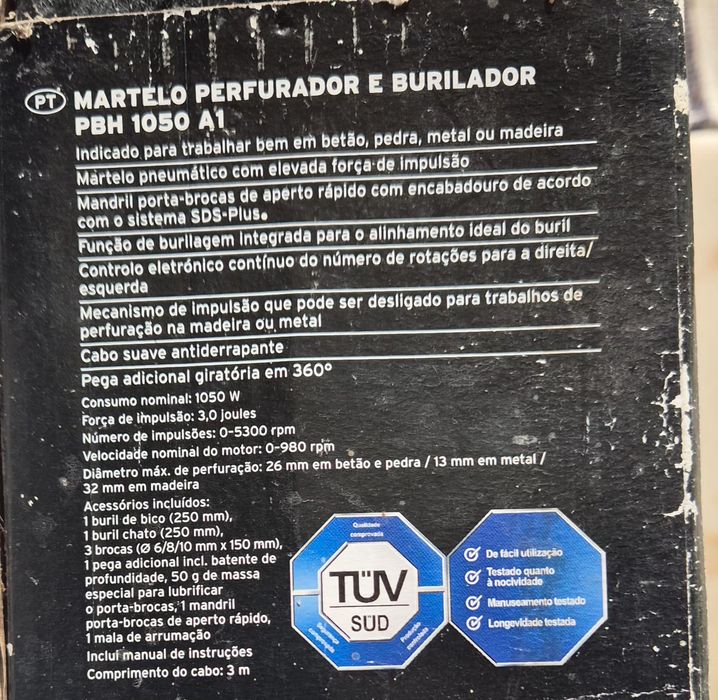 PT MARTELO PERFURADOR E BURILADOR
PBH 1050 A1
Indicado para trabalhar bem em betão, pedra, metal ou madeira
Martelo pneumático com elevada força de impulsão
Mandril porta-brocas de aperto rápido com encabadouro de acordo
com o sistema SDS-Plus.
Função de burilagem integrada para o alinhamento ideal do buril
Controlo eletrónico contínuo do número de rotações para a direita/
esquerda
Mecanismo de impulsão que pode ser desligado para trabalhos de
perfuração na madeira ou metal
Cabo suave antiderrapante
Pega adicional giratória em 360°
Consumo nominal: 1050 W
Força de impulsão: 3,0 joules
Número de impulsões: 0-5300 rpm
Velocidade nominal do motor: 0-980 rpm
Diâmetro máx. de perfuração: 26 mm em betão e pedra / 13 mm em metal /
32 mm em madeira
Acessórios incluídos:
1 buril de bico (250 mm),
1 buril chato (250 mm),
3 brocas (Ø 6/8/10 mm x 150 mm),
1 pega adicional incl. batente de
profundidade, 50 g de massa
especial para lubrificar
o porta-brocas, 1 mandril
porta-brocas de aperto rápido,
1 mala de arrumação
Inclui manual de instruções
Comprimento do cabo: 3 m
Qualidade
comprovada
TÜV
SÜD
Segurança
comprovada
Produção
controlada
De fácil utilização
Testado quanto
à nocividade
Manuseamento testado
Longevidade testada